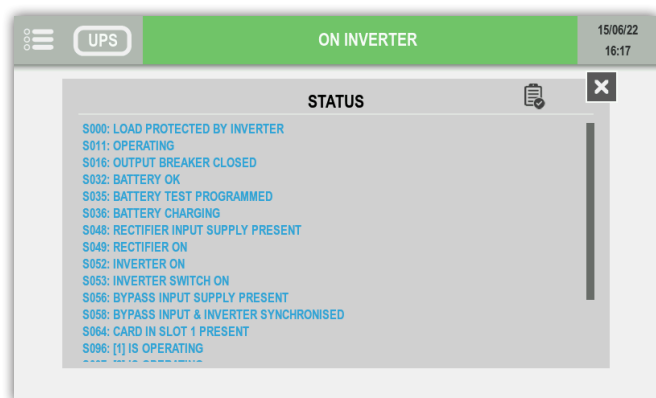 UPS
ON INVERTER
15/06/22
16:17
STATUS
S000: LOAD PROTECTED BY INVERTER
S011: OPERATING
S016: OUTPUT BREAKER CLOSED
S032: BATTERY OK
S035: BATTERY TEST PROGRAMMED
S036: BATTERY CHARGING
S048: RECTIFIER INPUT SUPPLY PRESENT
S049: RECTIFIER ON
S052: INVERTER ON
S053: INVERTER SWITCH ON
S056: BYPASS INPUT SUPPLY PRESENT
S058: BYPASS INPUT & INVERTER SYNCHRONISED
S064: CARD IN SLOT 1 PRESENT
S096: [1] IS OPERATING